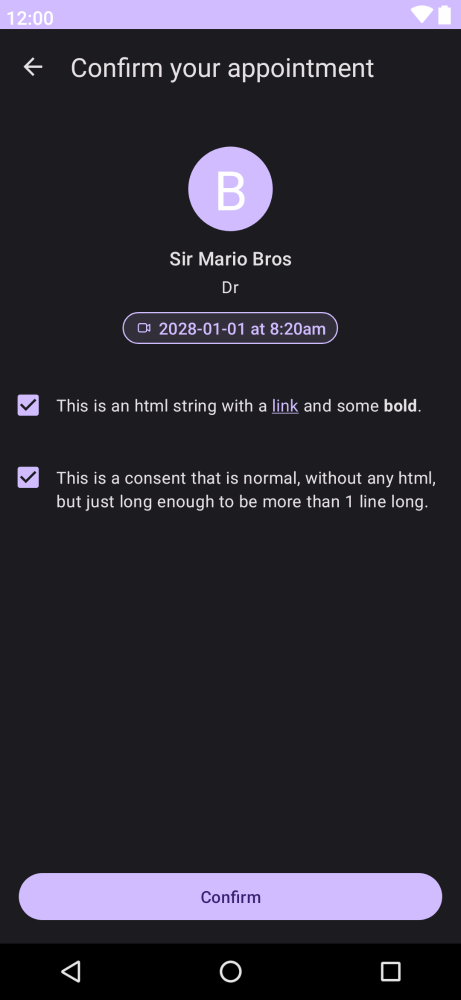 12:00
Confirm your appointment
B
Sir Mario Bros
Dr
2028-01-01 at 8:20am
This is an html string with a link and some bold.
This is a consent that is normal, without any html,
but just long enough to be more than 1 line long.
Confirm